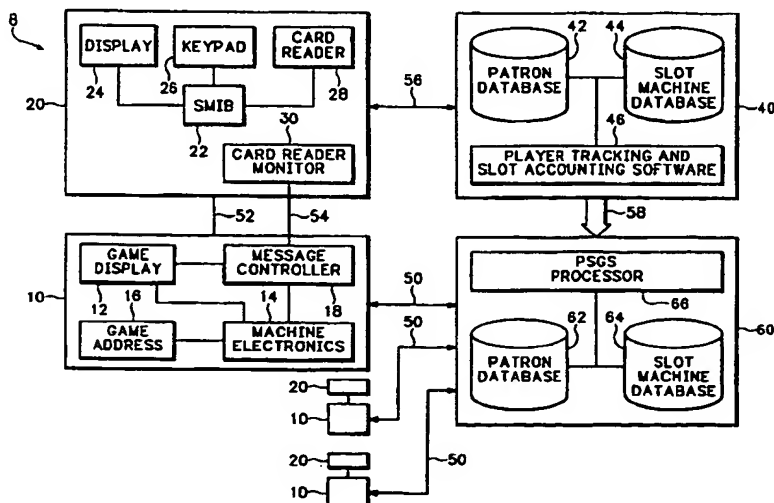 8
DISPLAY
24
KEYPAD
26
CARD
READER
28
SMIB
22
30
CARD READER
MONITOR
20
56
42
PATRON
DATABASE
44
SLOT
MACHINE
DATABASE
46
PLAYER TRACKING AND
SLOT ACCOUNTING SOFTWARE
40
52
54
58
GAME
DISPLAY
12
MESSAGE
CONTROLLER
18
16
GAME
ADDRESS
14
MACHINE
ELECTRONICS
10
50
50
PSGS
PROCESSOR
66
62
PATRON
DATABASE
64
SLOT
MACHINE
DATABASE
60
20
10
20
10
50